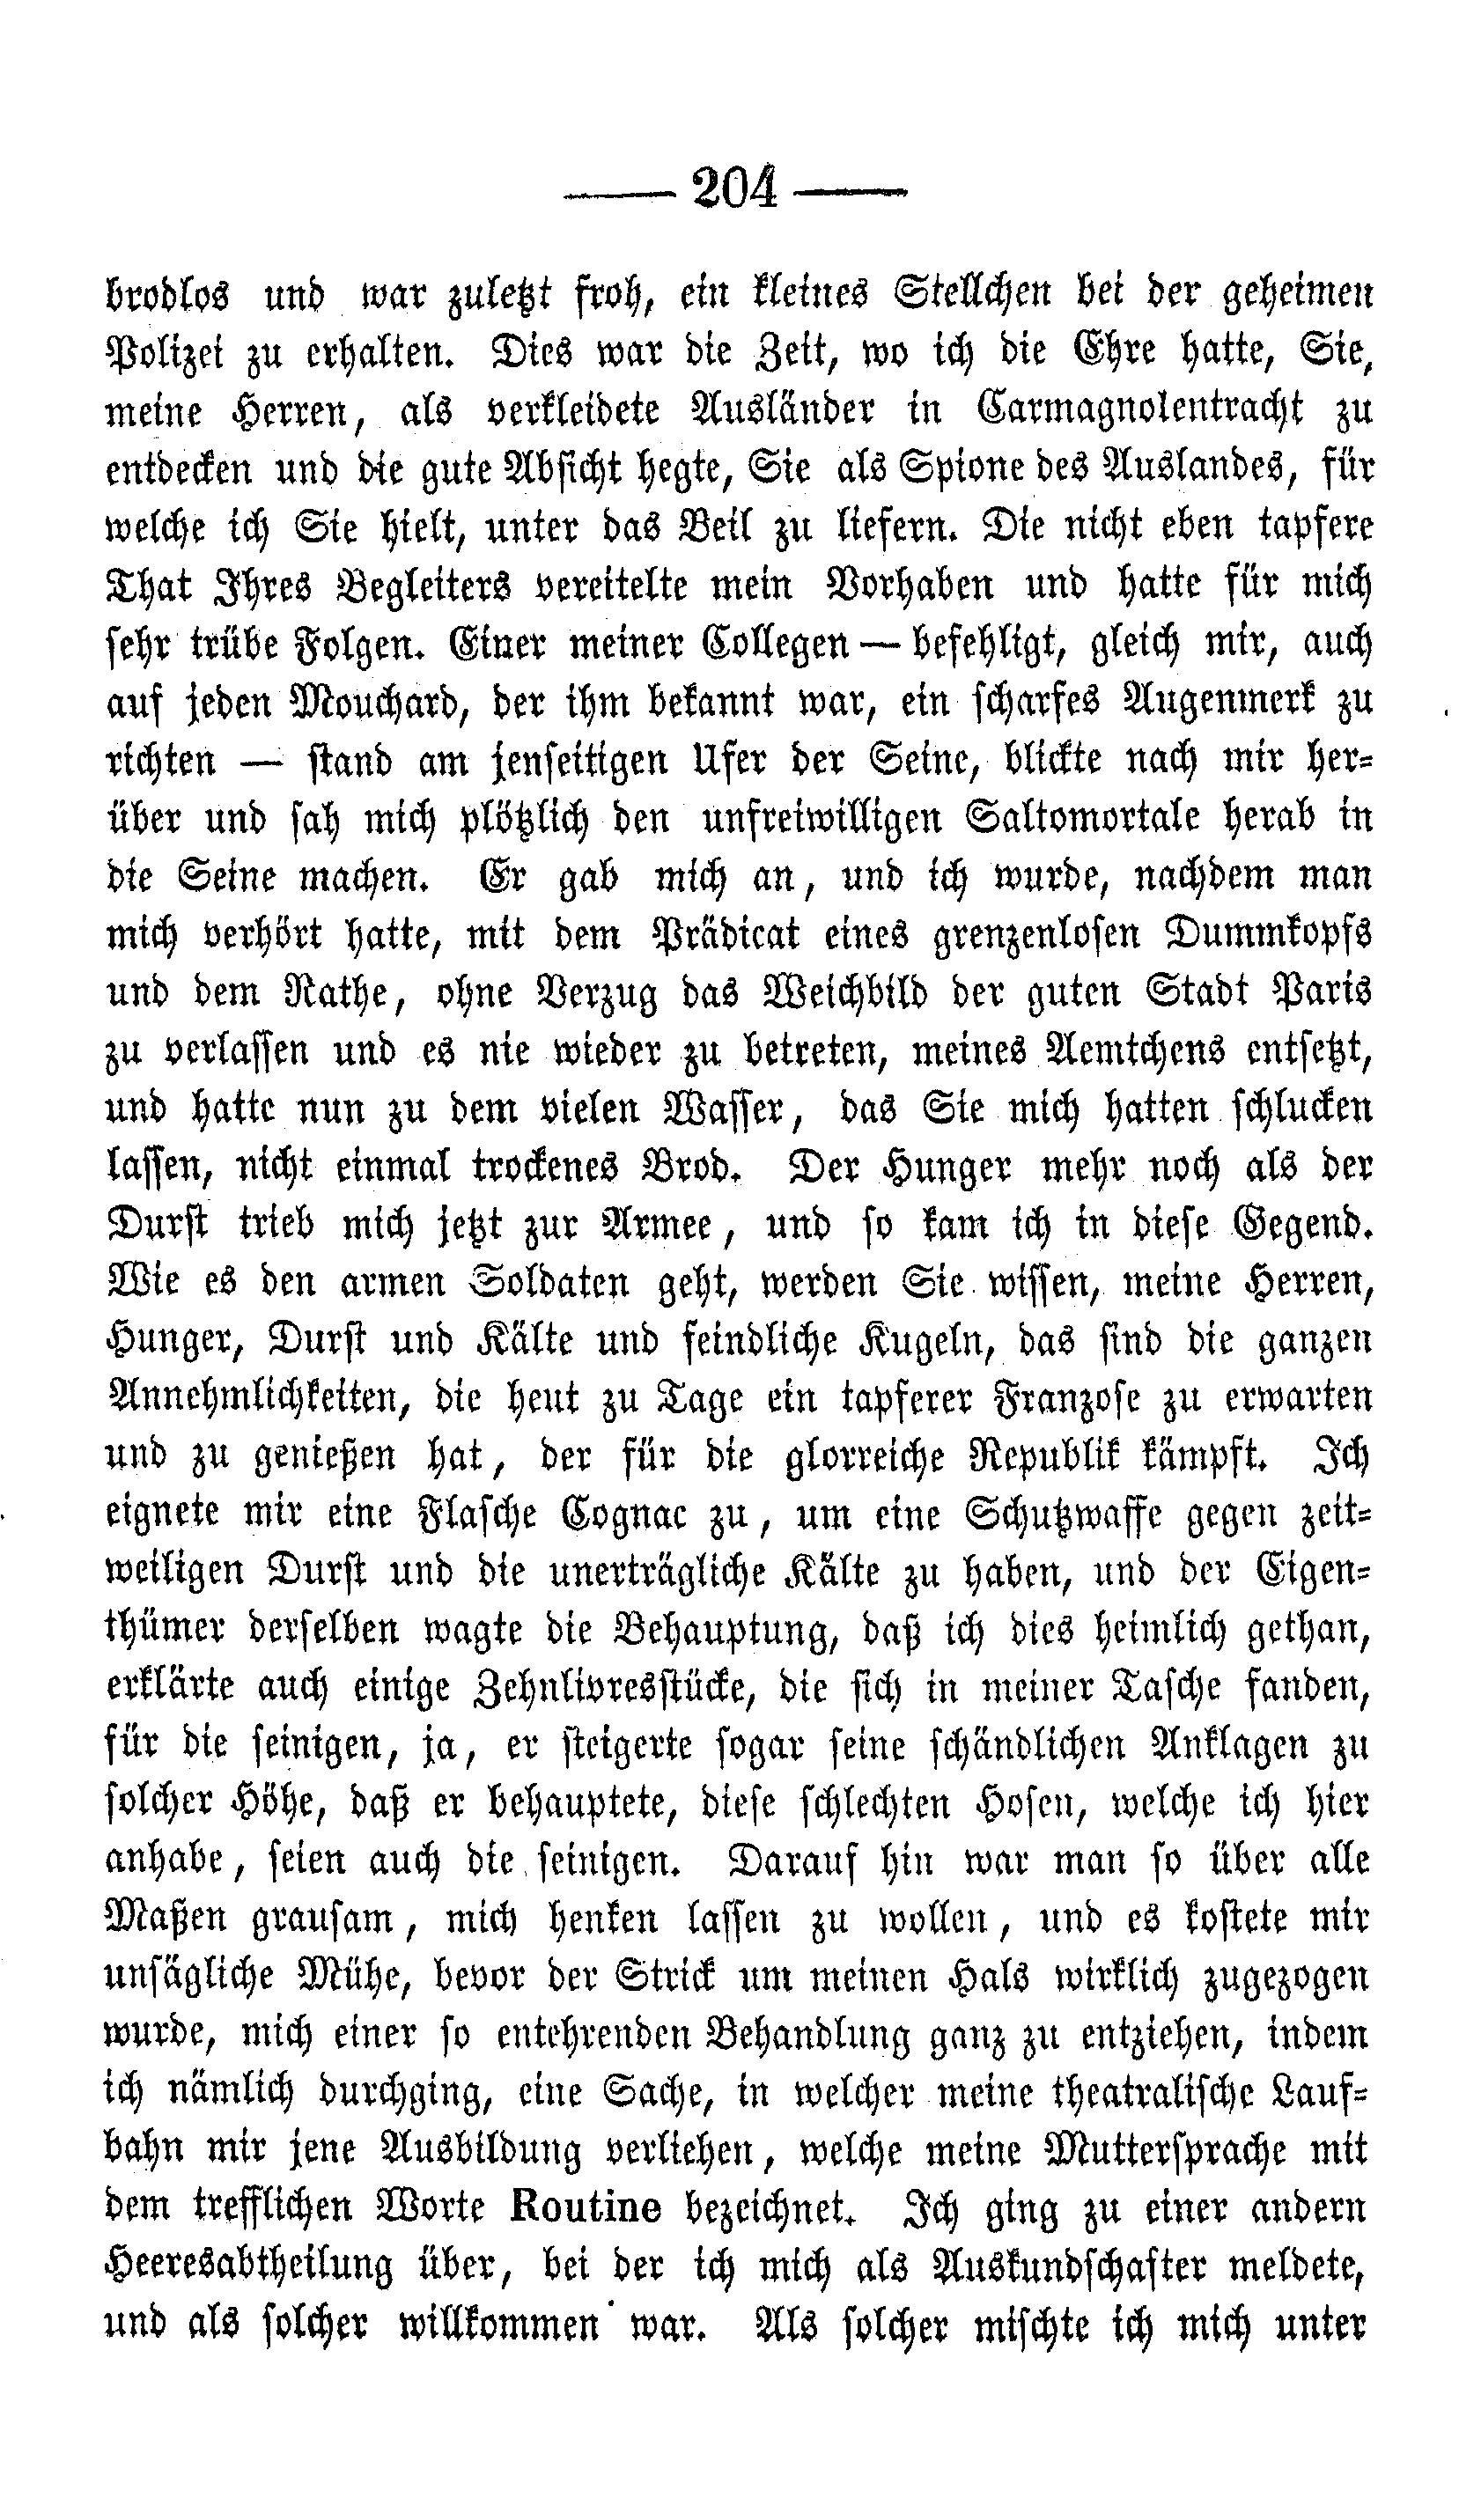 — 204 —
brodlos und war zuletzt froh, ein kleines Stellchen bei der geheimen
Polizei zu erhalten. Dies war die Zeit, wo ich die Ehre hatte, Sie,
meine Herren, als verkleidete Ausländer in Carmagnolentracht zu
entdecken und die gute Absicht hegte, Sie als Spione des Auslandes, für
welche ich Sie hielt, unter das Beil zu liefern. Die nicht eben tapfere
That Ihres Begleiters vereitelte mein Vorhaben und hatte für mich
sehr trübe Folgen. Einer meiner Collegen — befehligt, gleich mir, auch
auf jeden Mouchard, der ihm bekannt war, ein scharfes Augenmerk zu
richten — stand am jenseitigen Ufer der Seine, blickte nach mir her=
über und sah mich plötzlich den unfreiwilligen Saltomortale herab in
die Seine machen. Er gab mich an, und ich wurde, nachdem man
mich verhört hatte, mit dem Prädicat eines grenzenlosen Dummkopfs
und dem Rathe, ohne Verzug das Weichbild der guten Stadt Paris
zu verlassen und es nie wieder zu betreten, meines Aemtchens entsetzt,
und hatte nun zu dem vielen Wasser, das Sie mich hatten schlucken
lassen, nicht einmal trockenes Brod. Der Hunger mehr noch als der
Durst trieb mich jetzt zur Armee, und so kam ich in diese Gegend.
Wie es den armen Soldaten geht, werden Sie wissen, meine Herren,
Hunger, Durst und Kälte und feindliche Kugeln, das sind die ganzen
Annehmlichkeiten, die heut zu Tage ein tapferer Franzose zu erwarten
und zu genießen hat, der für die glorreiche Republik kämpft. Ich
eignete mir eine Flasche Cognac zu, um eine Schutzwaffe gegen zeit=
weiligen Durst und die unerträgliche Kälte zu haben, und der Eigen=
thümer derselben wagte die Behauptung, daß ich dies heimlich gethan,
erklärte auch einige Zehnlivresstücke, die sich in meiner Tasche fanden,
für die seinigen, ja, er steigerte sogar seine schändlichen Anklagen zu
solcher Höhe, daß er behauptete, diese schlechten Hosen, welche ich hier
anhabe, seien auch die seinigen. Darauf hin war man so über alle
Maßen grausam, mich henken lassen zu wollen, und es kostete mir
unsägliche Mühe, bevor der Strick um meinen Hals wirklich zugezogen
wurde, mich einer so entehrenden Behandlung ganz zu entziehen, indem
ich nämlich durchging, eine Sache, in welcher meine theatralische Lauf=
bahn mir jene Ausbildung verliehen, welche meine Muttersprache mit
dem trefflichen Worte Routine bezeichnet. Ich ging zu einer andern
Heeresabtheilung über, bei der ich mich als Auskundschafter meldete,
und als solcher willkommen war. Als solcher mischte ich mich unter